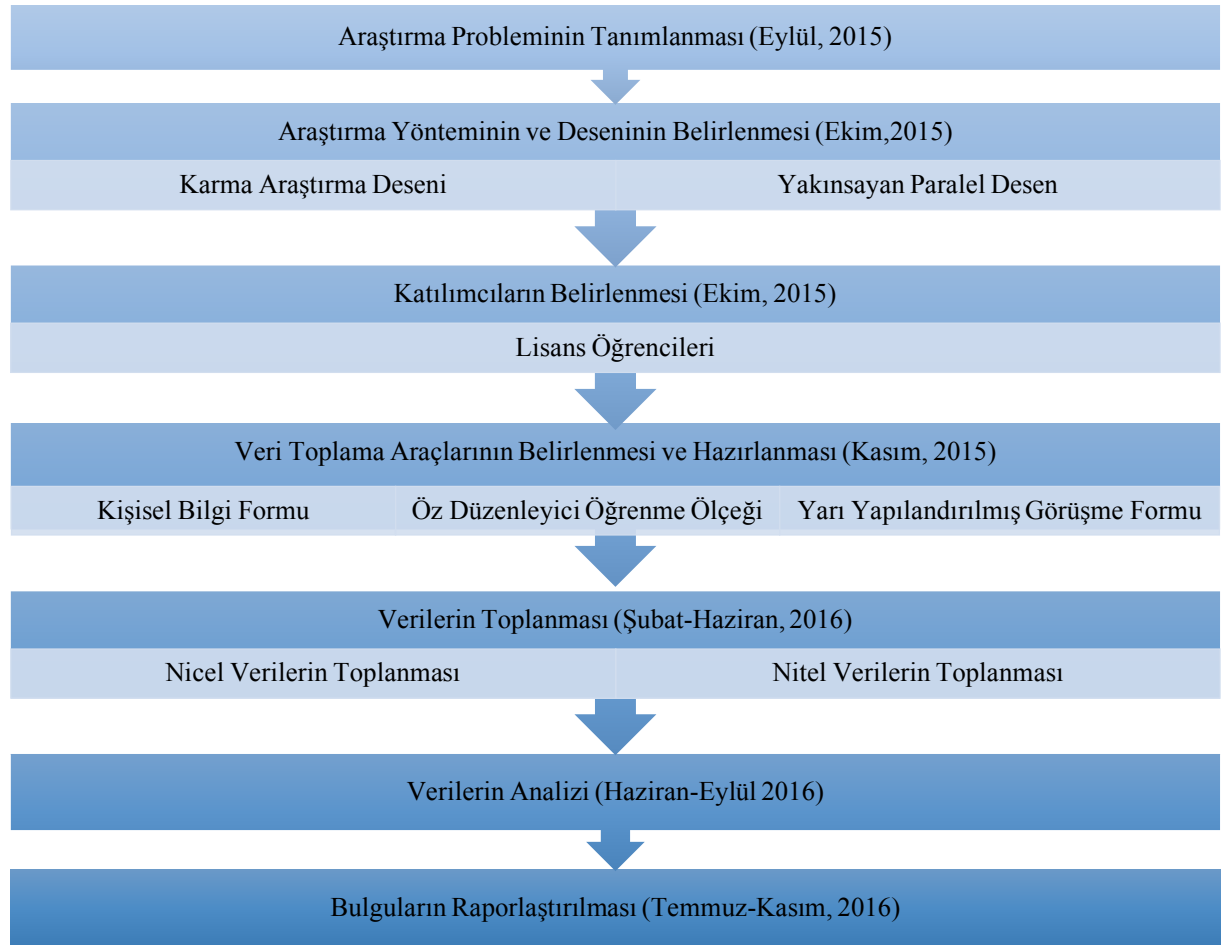 Araştırma Probleminin Tanımlanması (Eylül, 2015)
Araştırma Yönteminin ve Deseninin Belirlenmesi (Ekim,2015)
Karma Araştırma Deseni
Yakınsayan Paralel Desen
Katılımcıların Belirlenmesi (Ekim, 2015)
Lisans Öğrencileri
Veri Toplama Araçlarının Belirlenmesi ve Hazırlanması (Kasım, 2015)
Kişisel Bilgi Formu
Öz Düzenleyici Öğrenme Ölçeği
Yarı Yapılandırılmış Görüşme Formu
Verilerin Toplanması (Şubat-Haziran, 2016)
Nicel Verilerin Toplanması
Nitel Verilerin Toplanması
Verilerin Analizi (Haziran-Eylül 2016)
Bulguların Raporlaştırılması (Temmuz-Kasım, 2016)